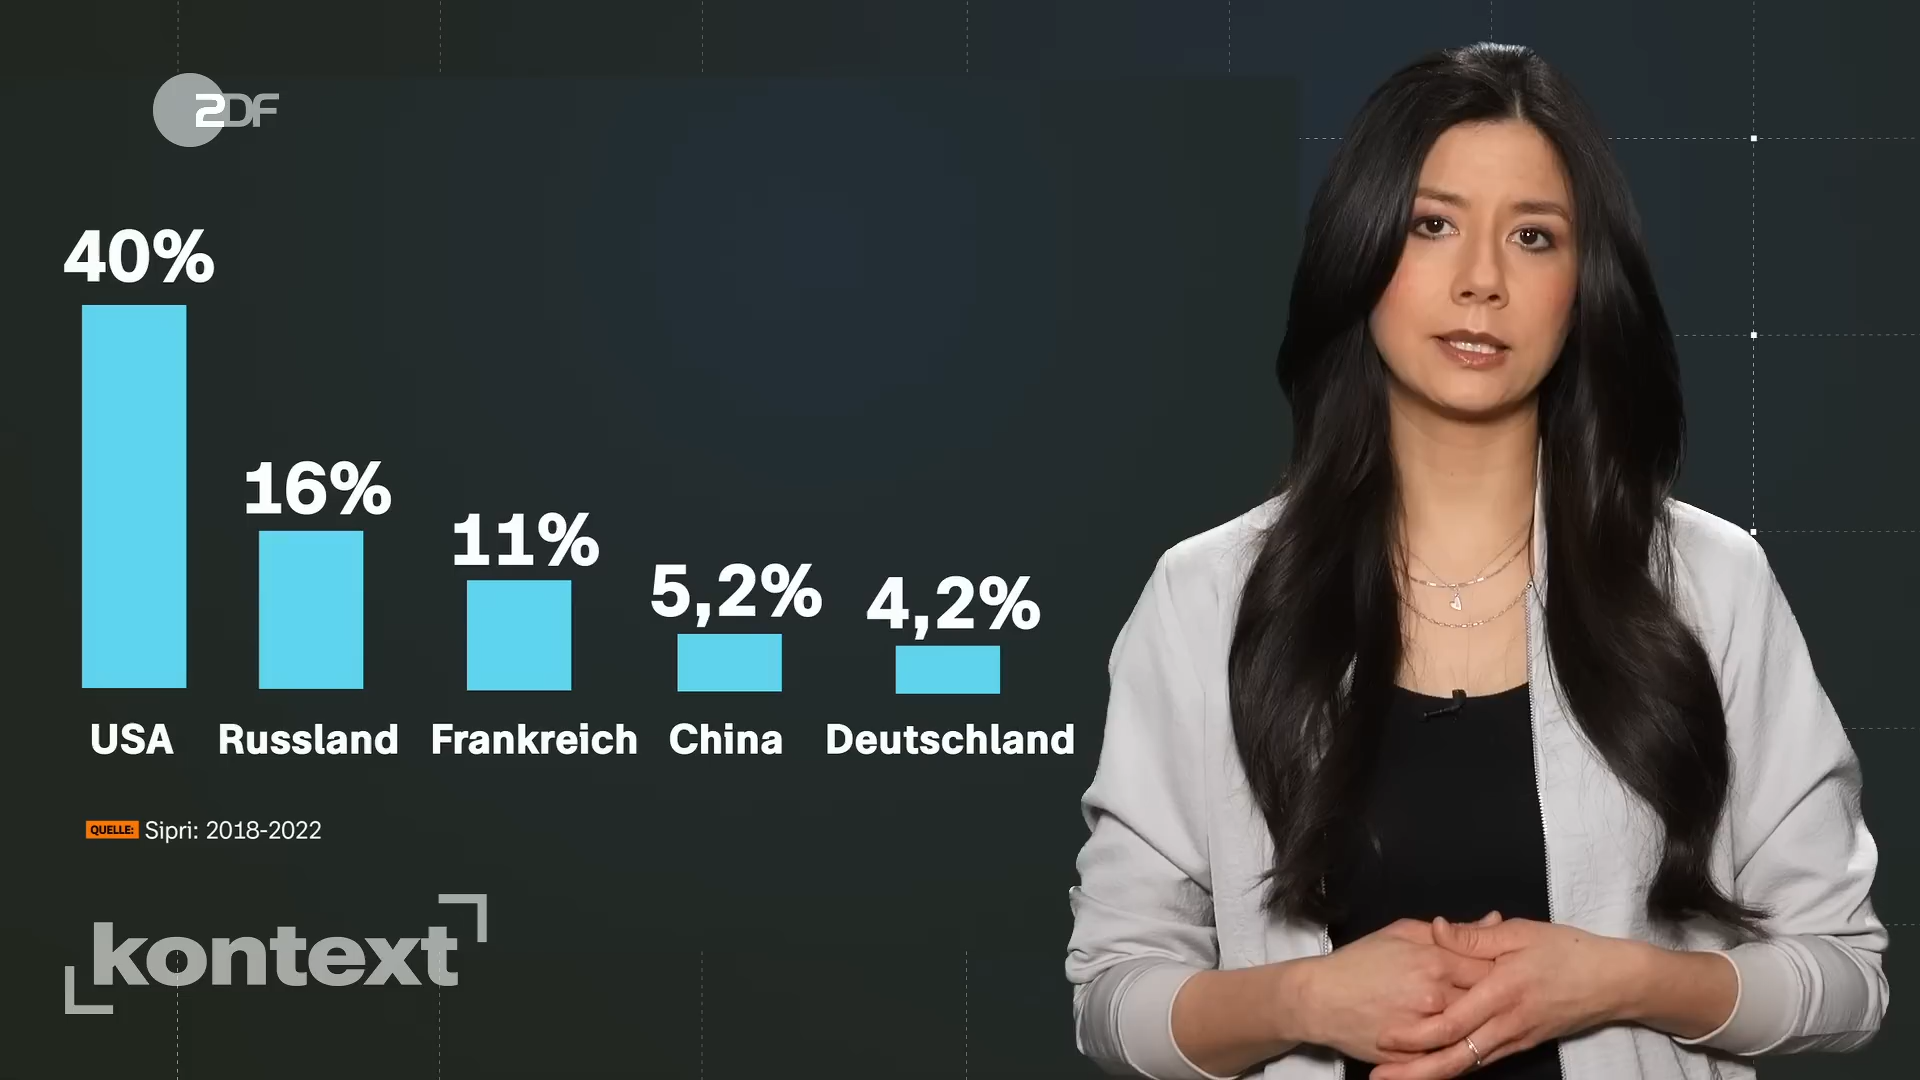 ZDF
40%
16%
11%
5,2%
4,2%
USA
Russland
Frankreich
China
Deutschland
QUELLE: Sipri: 2018-2022
kontext